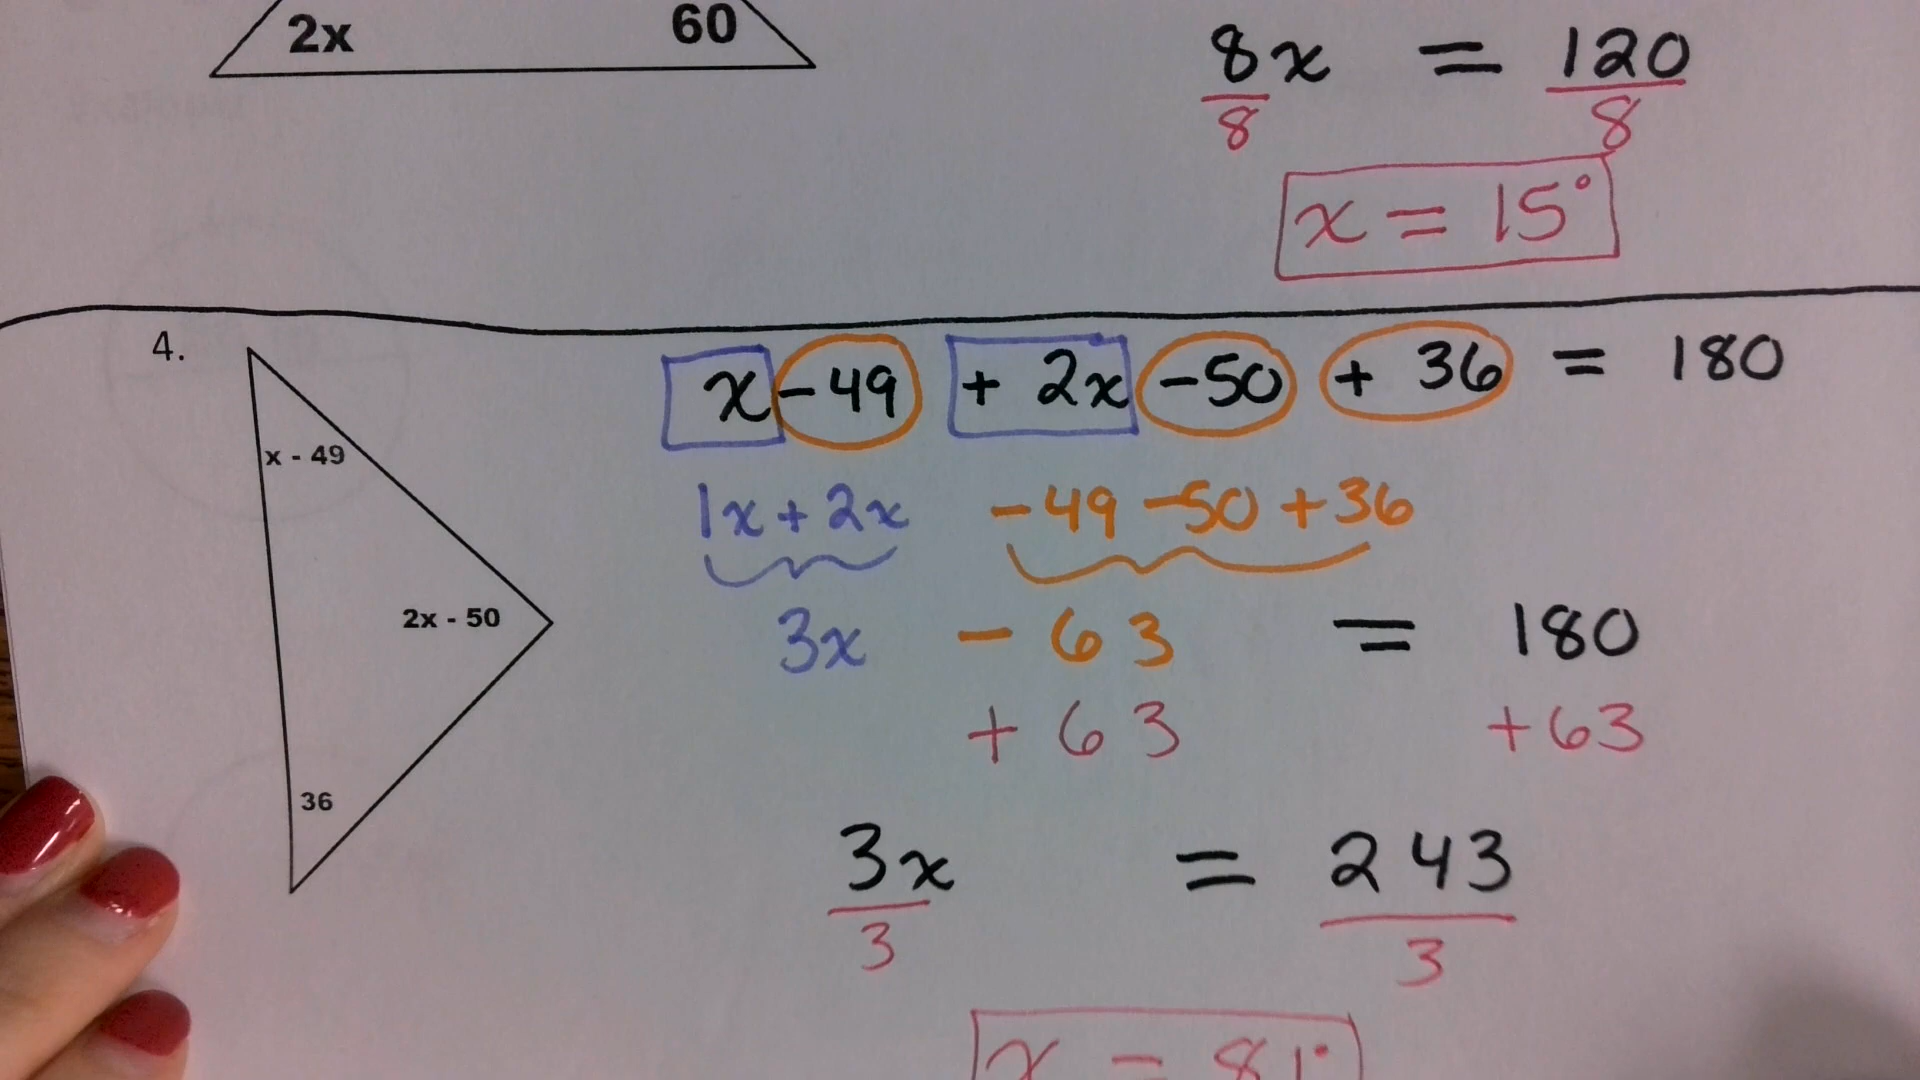 2x 60
8x = 120
8 8
x = 15°
4.
x - 49
2x - 50
36
x - 49 + 2x - 50 + 36 = 180
1x + 2x - 49 - 50 + 36
3x - 63 = 180
+ 63 + 63
3x = 243
3 3
x = 81°